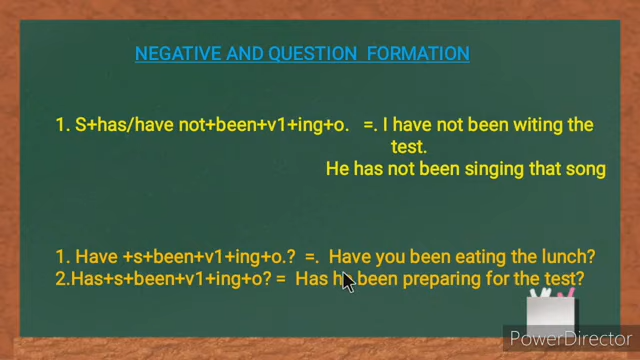 NEGATIVE AND QUESTION FORMATION
1. S+has/have not+been+v1+ing+o. =. I have not been witing the
test.
He has not been singing that song
1. Have +s+been+v1+ing+o.? =. Have you been eating the lunch?
2.Has+s+been+v1+ing+o? = Has he been preparing for the test?
PowerDirector